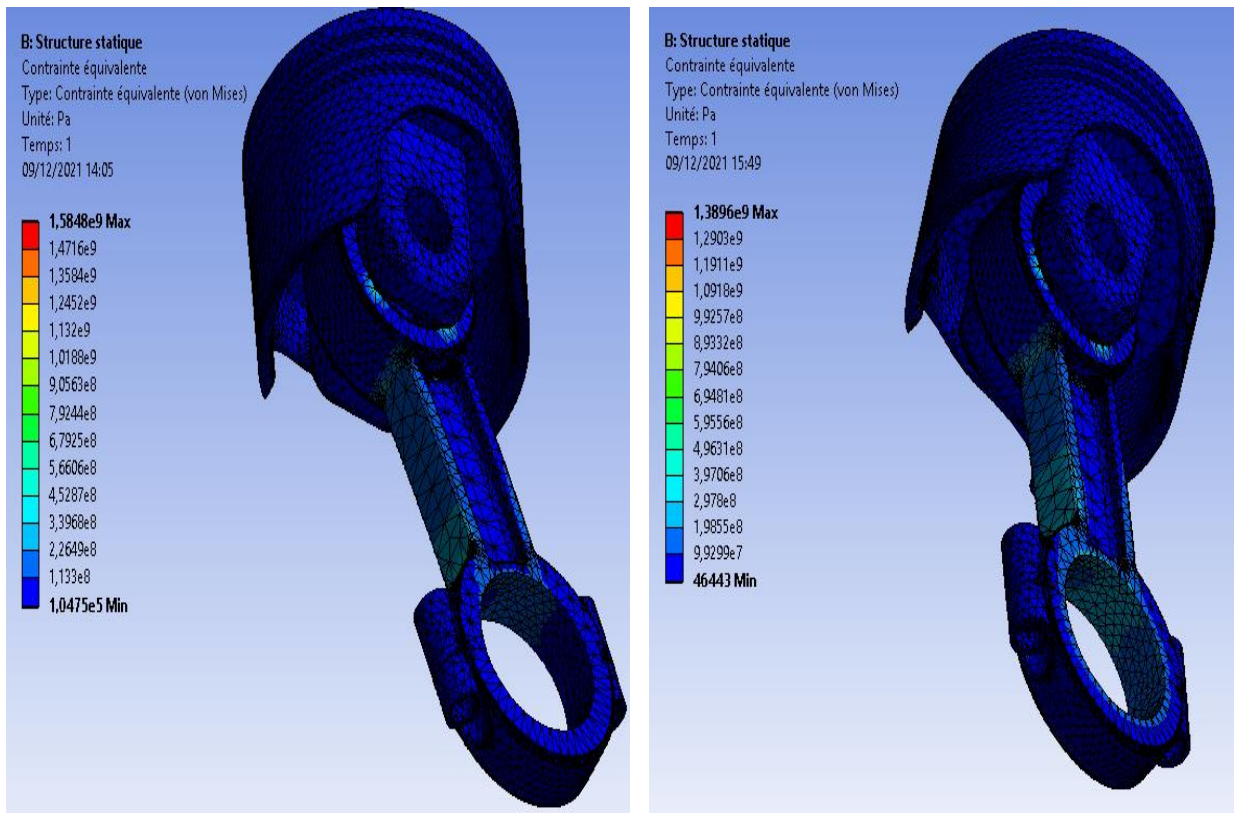 B: Structure statique
Contrainte équivalente
Type: Contrainte équivalente (von Mises)
Unité: Pa
Temps: 1
09/12/2021 14:05
1,5848e9 Max
1,4716e9
1,3584e9
1,2452e9
1,132e9
1,0188e9
9,0563e8
7,9244e8
6,7925e8
5,6606e8
4,5287e8
3,3968e8
2,2649e8
1,133e8
1,0475e5 Min
B: Structure statique
Contrainte équivalente
Type: Contrainte équivalente (von Mises)
Unité: Pa
Temps: 1
09/12/2021 15:49
1,3896e9 Max
1,2903e9
1,1911e9
1,0918e9
9,9257e8
8,9332e8
7,9406e8
6,9481e8
5,9556e8
4,9631e8
3,9706e8
2,978e8
1,9855e8
9,9299e7
46443 Min